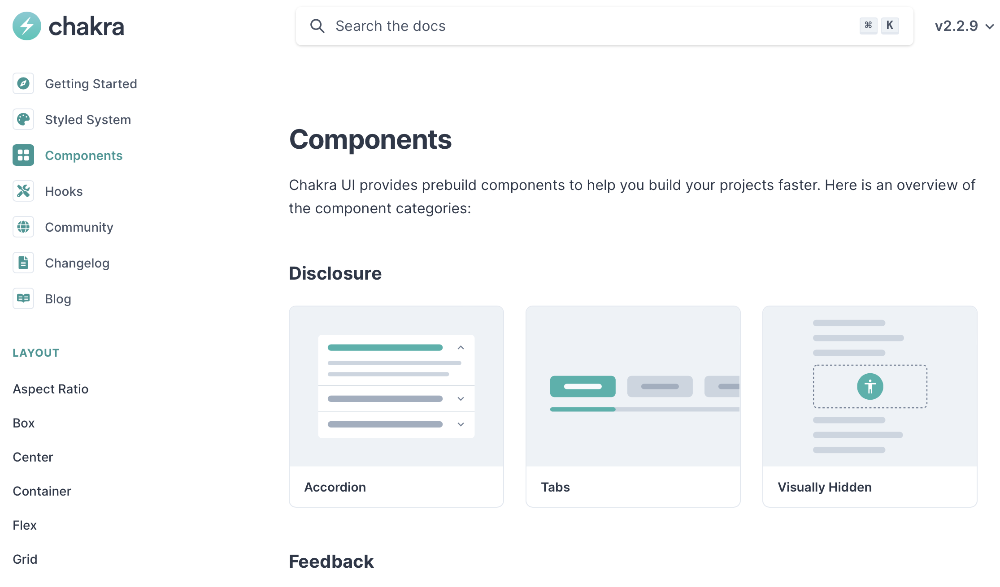 chakra
Search the docs
⌘ K
v2.2.9
Getting Started
Styled System
Components
Hooks
Community
Changelog
Blog
LAYOUT
Aspect Ratio
Box
Center
Container
Flex
Grid
Components
Chakra UI provides prebuild components to help you build your projects faster. Here is an overview of
the component categories:
Disclosure
Accordion
Tabs
Visually Hidden
Feedback